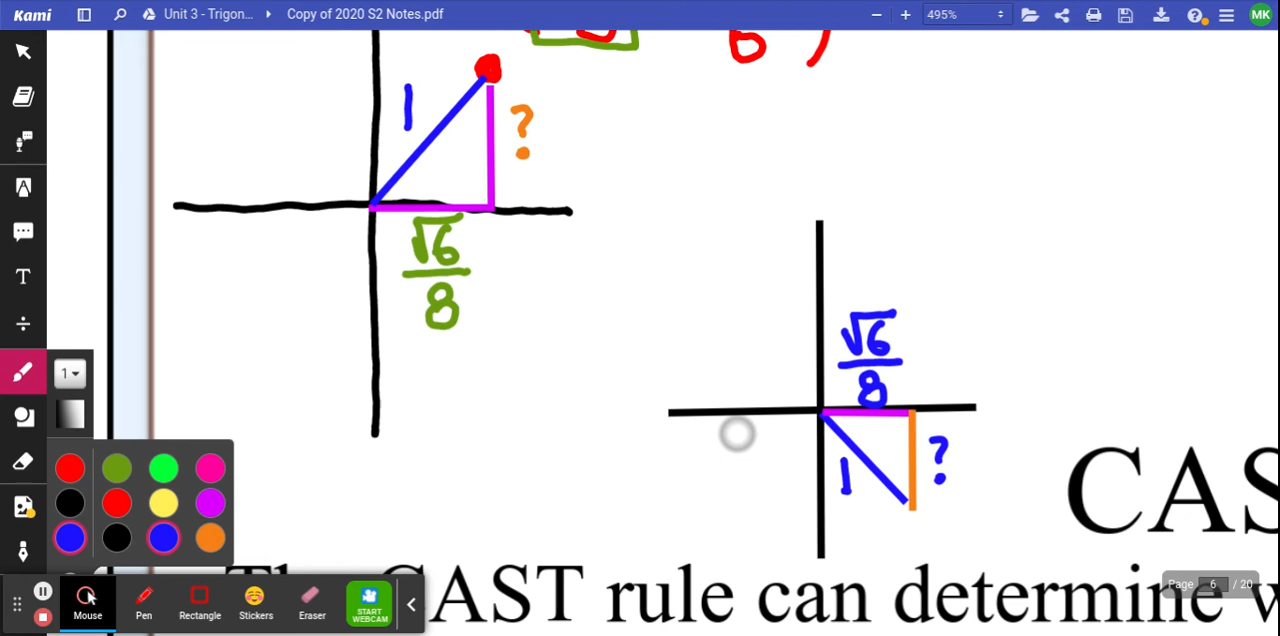 Kami Unit 3 - Trigon... Copy of 2020 S2 Notes.pdf 495% MK
1
?
√6
8
√6
8
1
?
1
T
CAS
CAST rule can determine w
Page 6 / 20
Mouse Pen Rectangle Stickers Eraser START WEBCAM